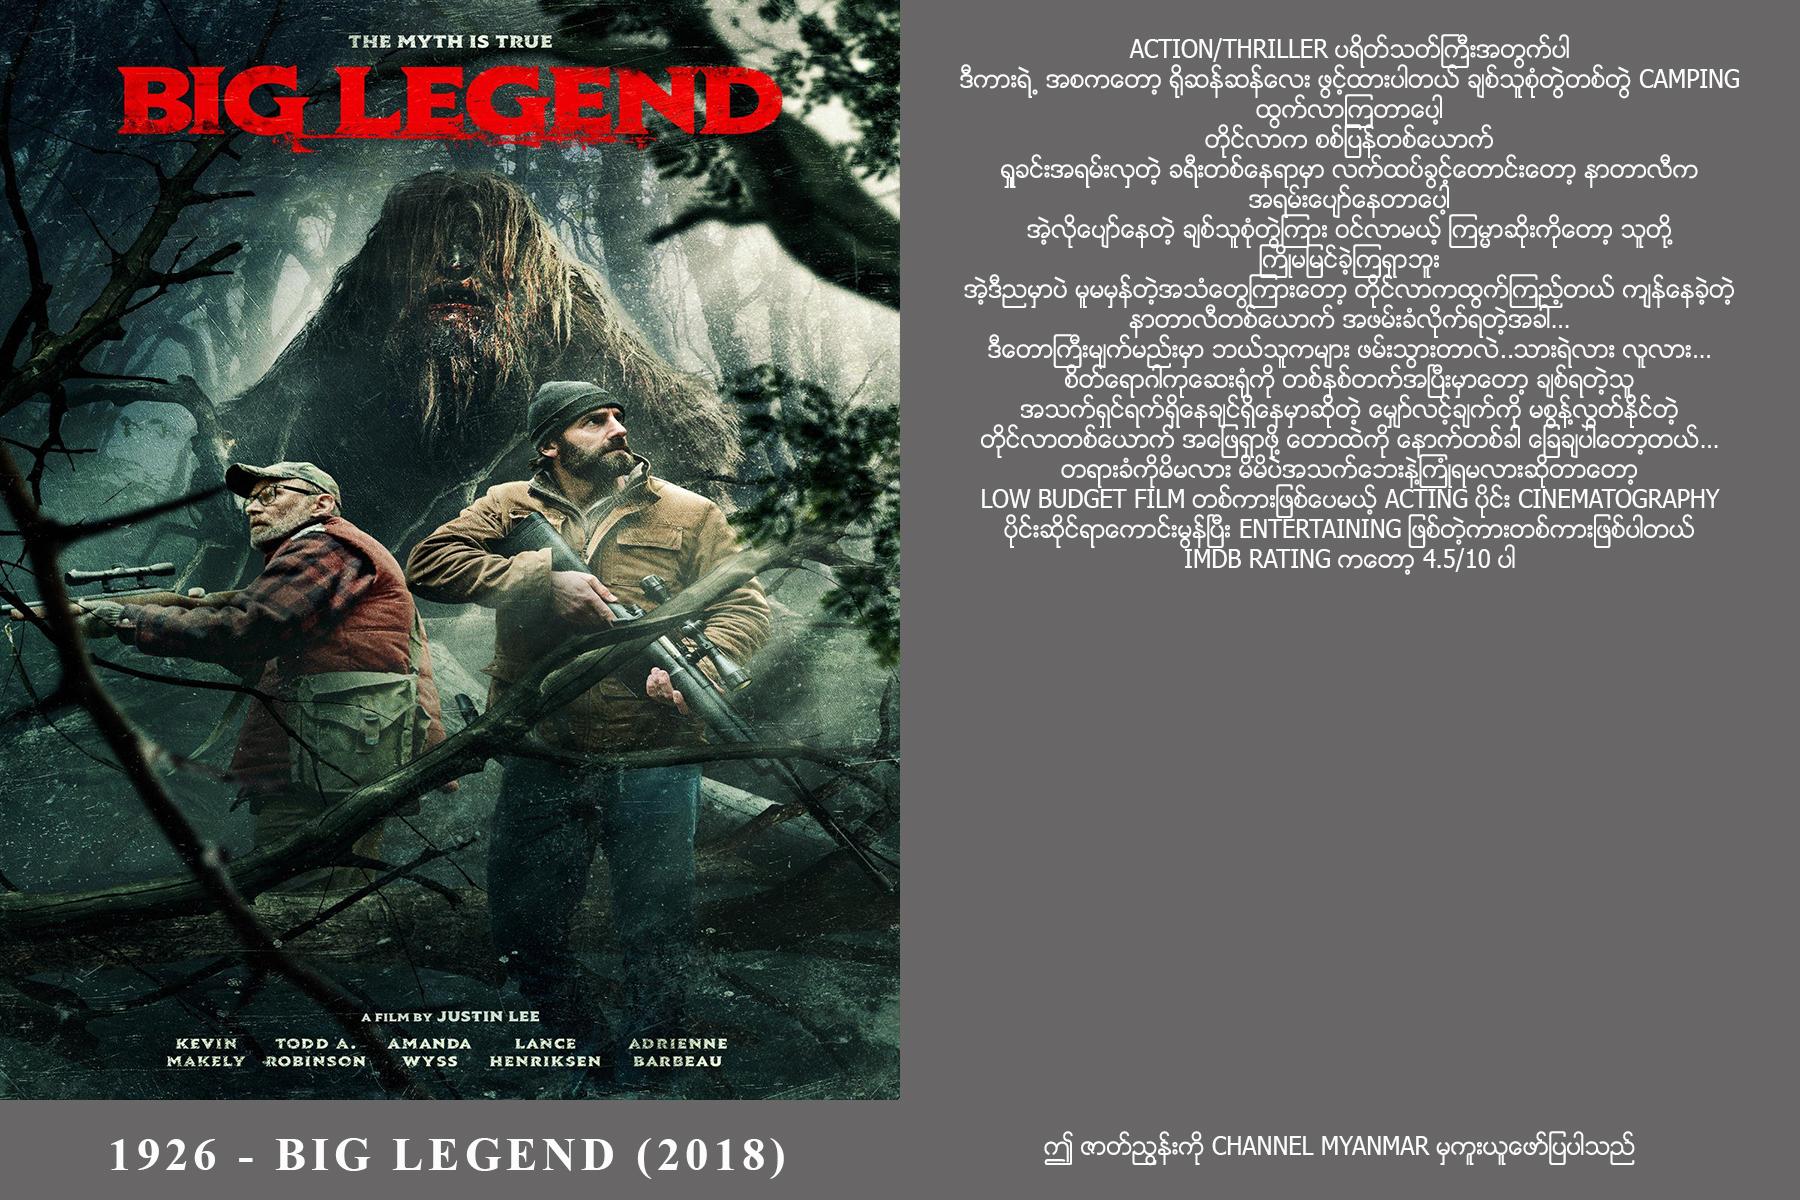 THE MYTH IS TRUE
BIG LEGEND
A FILM BY JUSTIN LEE
KEVIN MAKELY
TODD A. ROBINSON
AMANDA WYSS
LANCE HENRIKSEN
ADRIENNE BARBEAU
1926 - BIG LEGEND (2018)
ACTION/THRILLER ပရိတ်သတ်ကြီးအတွက်ပါ
ဒီကားရဲ့ အစကတော့ ရိုးဆန်ဆန်လေး ဖွင့်ထားပါတယ် ချစ်သူစုံတွဲတစ်တွဲ CAMPING
ထွက်လာကြတာပေါ့
တိုင်လာက စစ်ပြန်တစ်ယောက်
ရှုခင်းအရမ်းလှတဲ့ ခရီးတစ်နေရာမှာ လက်ထပ်ခွင့်တောင်းတော့ နာတာလီက
အရမ်းပျော်နေတာပေါ့
အဲ့လိုပျော်နေတဲ့ ချစ်သူစုံတွဲကြား ဝင်လာမယ့် ကြမ္မာဆိုးကိုတော့ သူတို့
ကြိုမမြင်ခဲ့ကြရှာဘူး
အဲ့ဒီညမှာပဲ မူမမှန်တဲ့အသံတွေကြားတော့ တိုင်လာကထွက်ကြည့်တယ် ကျန်နေခဲ့တဲ့
နာတာလီတစ်ယောက် အဖမ်းခံလိုက်ရတဲ့အခါ...
ဒီတောကြီးမျက်မည်းမှာ ဘယ်သူကများ ဖမ်းသွားတာလဲ..သားရဲလား လူလား...
စိတ်ရောဂါကုဆေးရုံကို တစ်နှစ်တက်အပြီးမှာတော့ ချစ်ရတဲ့သူ
အသက်ရှင်ရက်ရှိနေချင်ရှိနေမှာဆိုတဲ့ မျှော်လင့်ချက်ကို မစွန့်လွှတ်နိုင်တဲ့
တိုင်လာတစ်ယောက် အဖြေရှာဖို့ တောထဲကို နောက်တစ်ခါ ခြေချပါတော့တယ်...
တရားခံကိုမိမလား မိမိပဲအသက်ဘေးနဲ့ကြုံရမလားဆိုတာတော့
LOW BUDGET FILM တစ်ကားဖြစ်ပေမယ့် ACTING ပိုင်း CINEMATOGRAPHY
ပိုင်းဆိုင်ရာကောင်းမွန်ပြီး ENTERTAINING ဖြစ်တဲ့ကားတစ်ကားဖြစ်ပါတယ်
IMDB RATING ကတော့ 4.5/10 ပါ
ဤ ဇာတ်ညွှန်းကို CHANNEL MYANMAR မှကူးယူဖော်ပြပါသည်